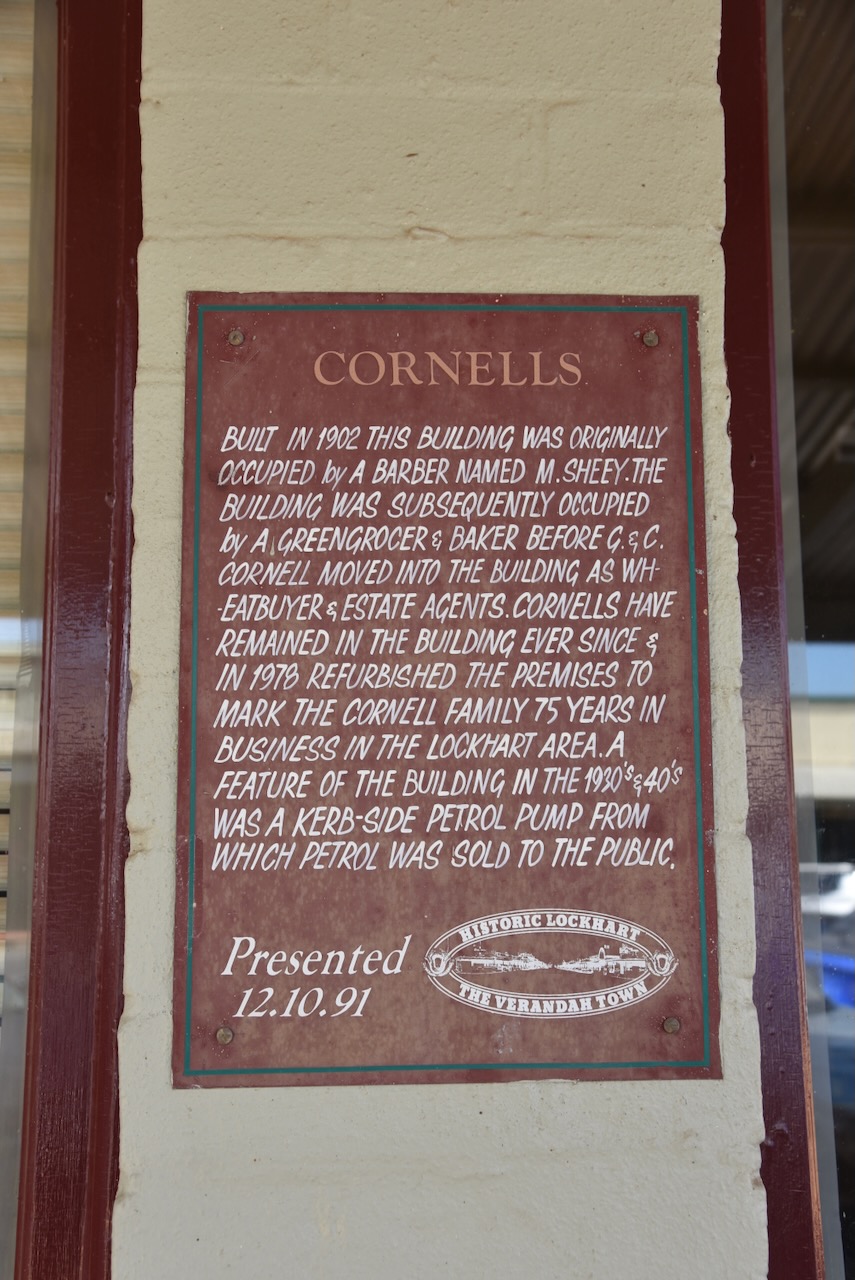 CORNELLS
BUILT IN 1902 THIS BUILDING WAS ORIGINALLY
OCCUPIED by A BARBER NAMED M. SHEEY. THE
BUILDING WAS SUBSEQUENTLY OCCUPIED
by A GREENGROCER & BAKER BEFORE G. & C.
CORNELL MOVED INTO THE BUILDING AS WH-
-EATBUYER & ESTATE AGENTS. CORNELLS HAVE
REMAINED IN THE BUILDING EVER SINCE &
IN 1978 REFURBISHED THE PREMISES TO
MARK THE CORNELL FAMILY 75 YEARS IN
BUSINESS IN THE LOCKHART AREA. A
FEATURE OF THE BUILDING IN THE 1930's & 40's
WAS A KERB-SIDE PETROL PUMP FROM
WHICH PETROL WAS SOLD TO THE PUBLIC.
Presented
12.10.91
HISTORIC LOCKHART
THE VERANDAH TOWN